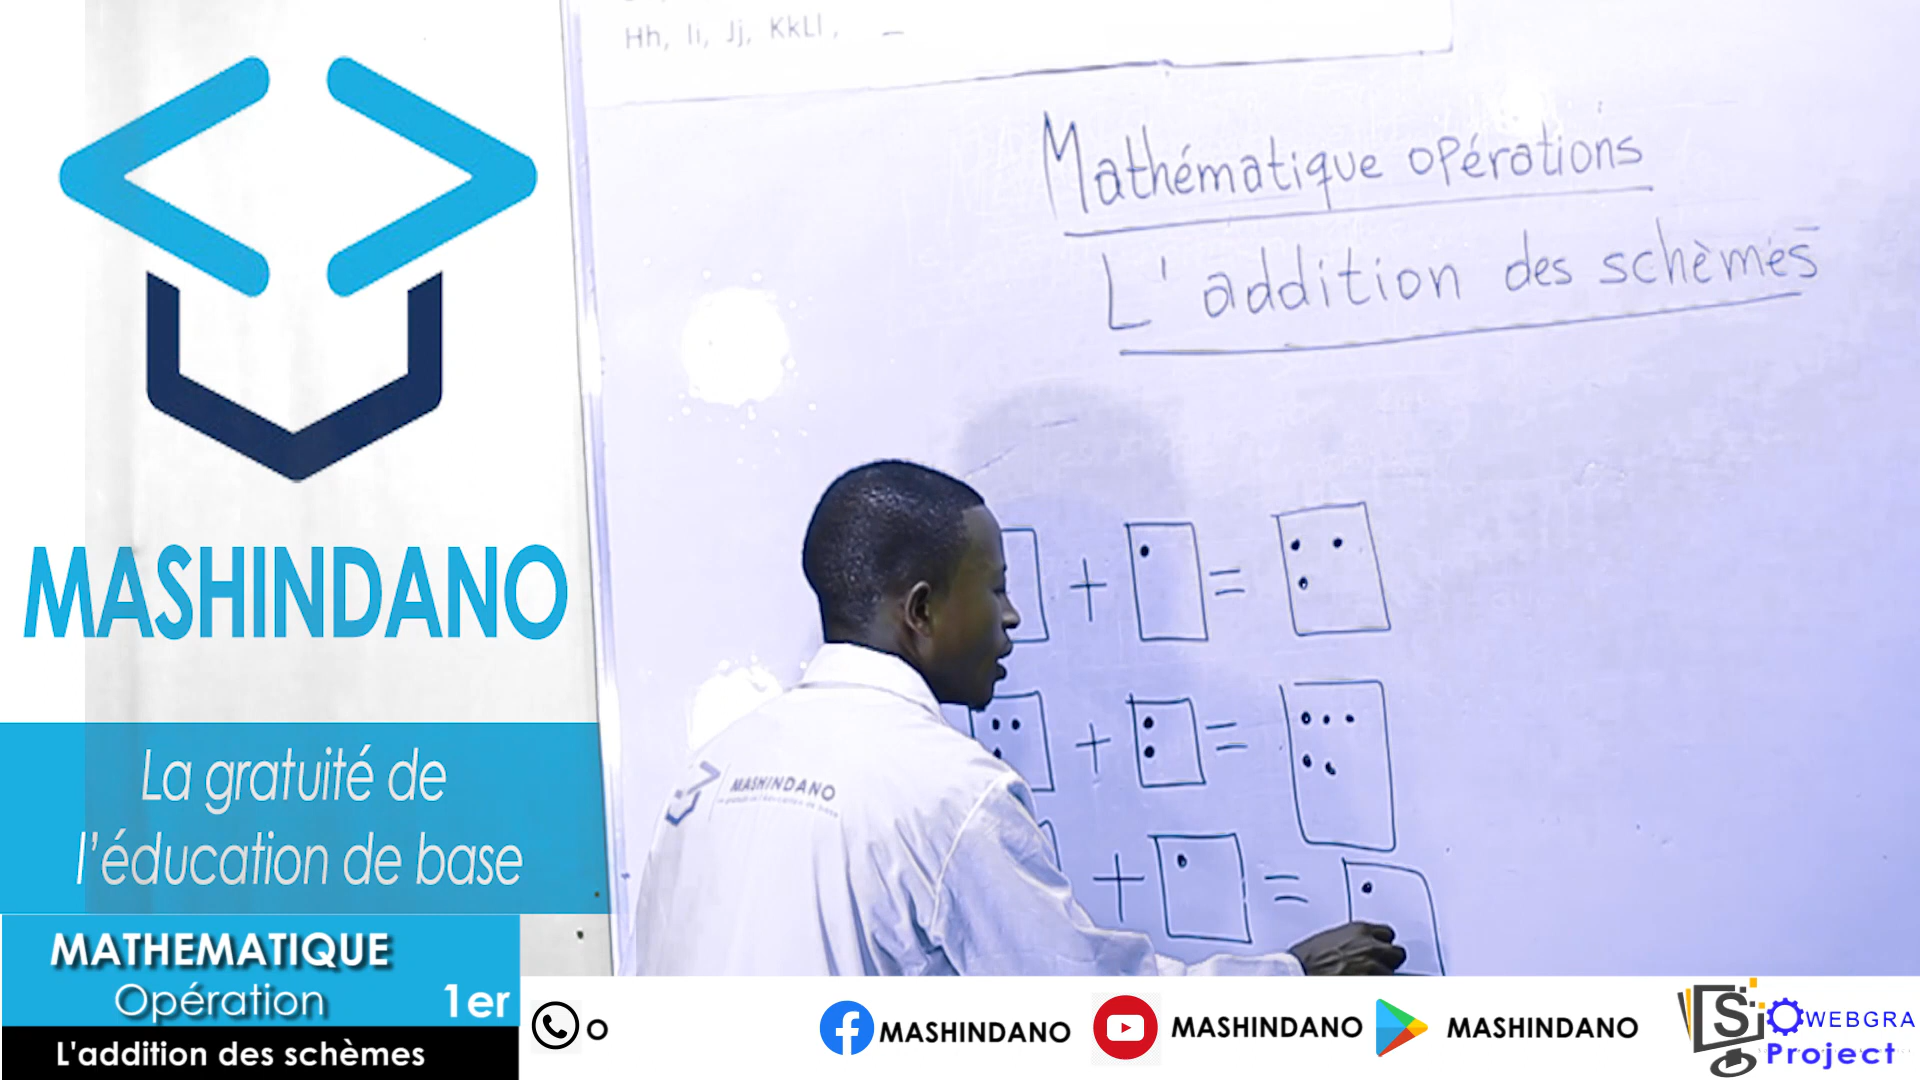 Hh, Ii, Jj, KkLl, _
Mathématique opérations
L'addition des schèmes
+ =
+ =
+ =
MASHINDANO
La gratuité de
l'éducation de base
MASHINDANO
MATHEMATIQUE
Opération 1er
L'addition des schèmes
O
MASHINDANO
MASHINDANO
MASHINDANO
WEBGRA
Project